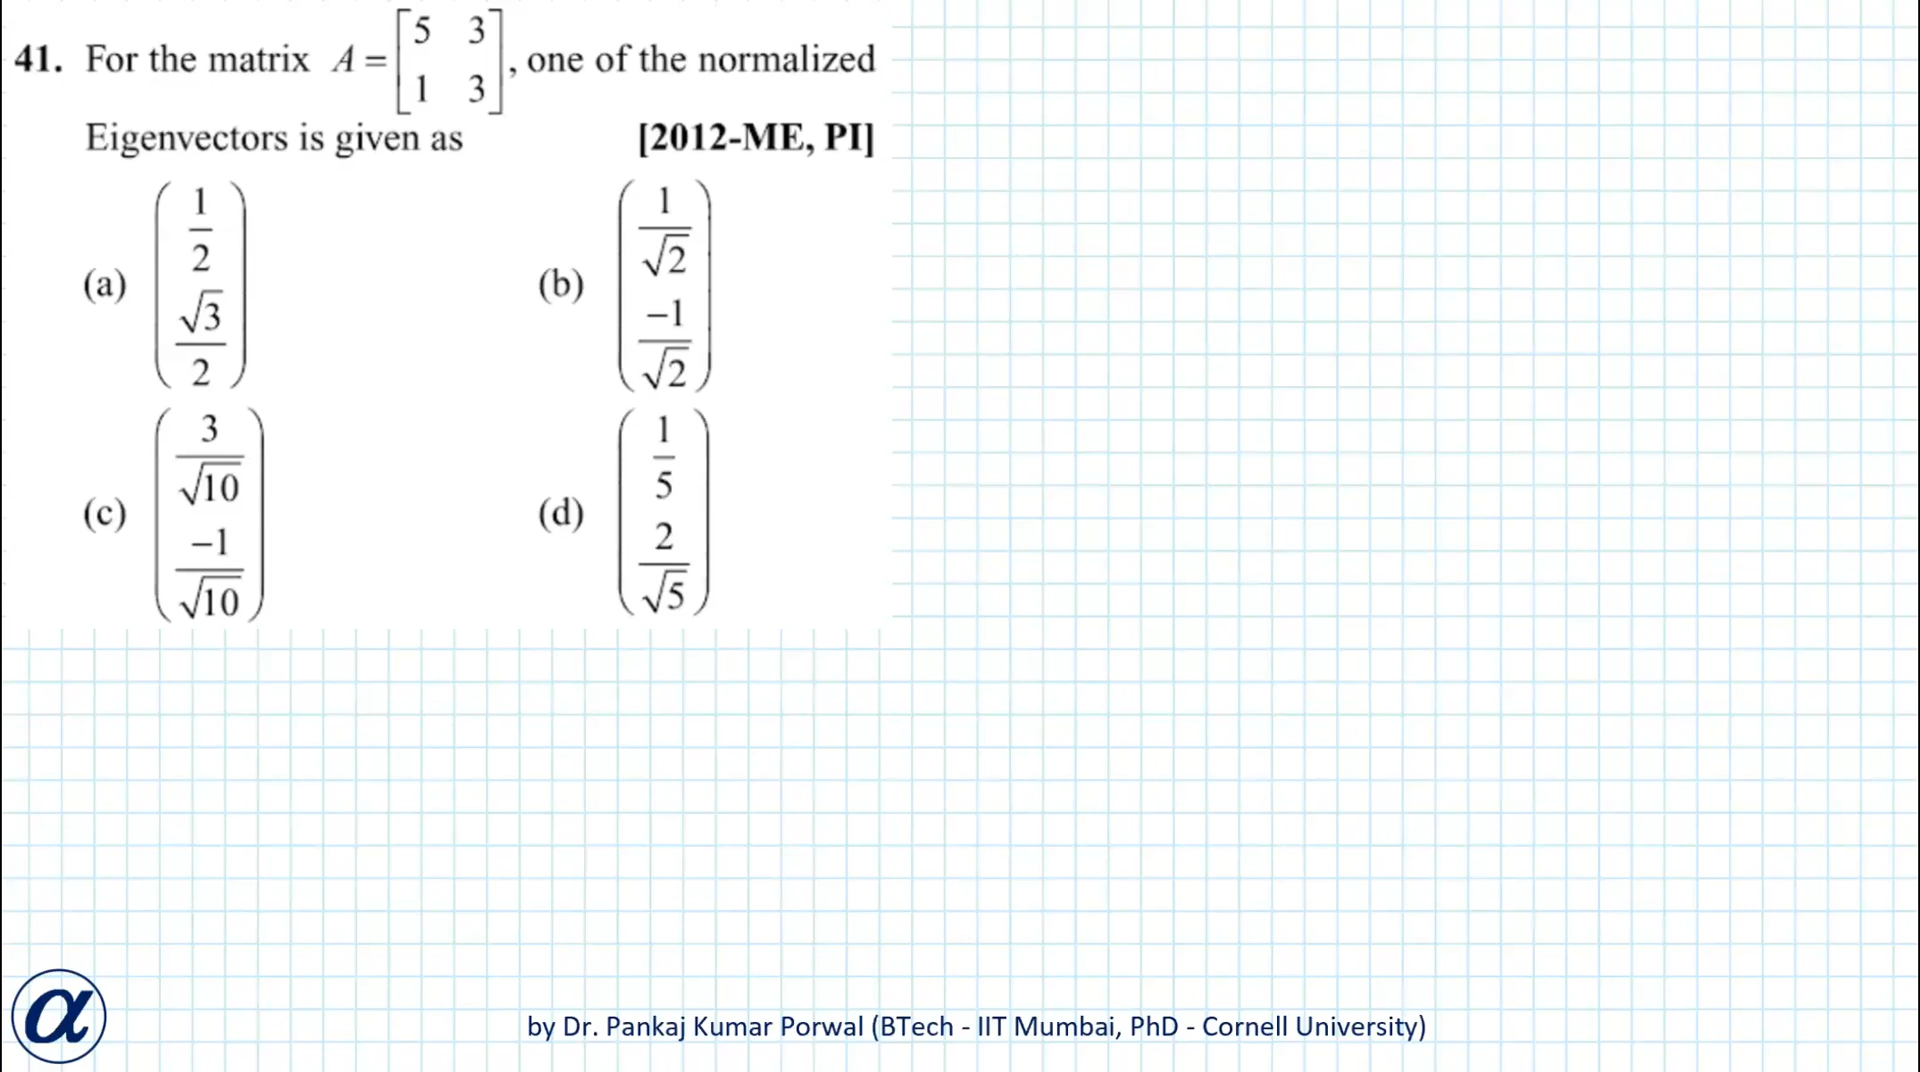 41. For the matrix A = [5 3; 1 3], one of the normalized
Eigenvectors is given as [2012-ME, PI]
(a) (1/2; √3/2) (b) (1/√2; −1/√2)
(c) (3/√10; −1/√10) (d) (1/5; 2/√5)
α
by Dr. Pankaj Kumar Porwal (BTech - IIT Mumbai, PhD - Cornell University)